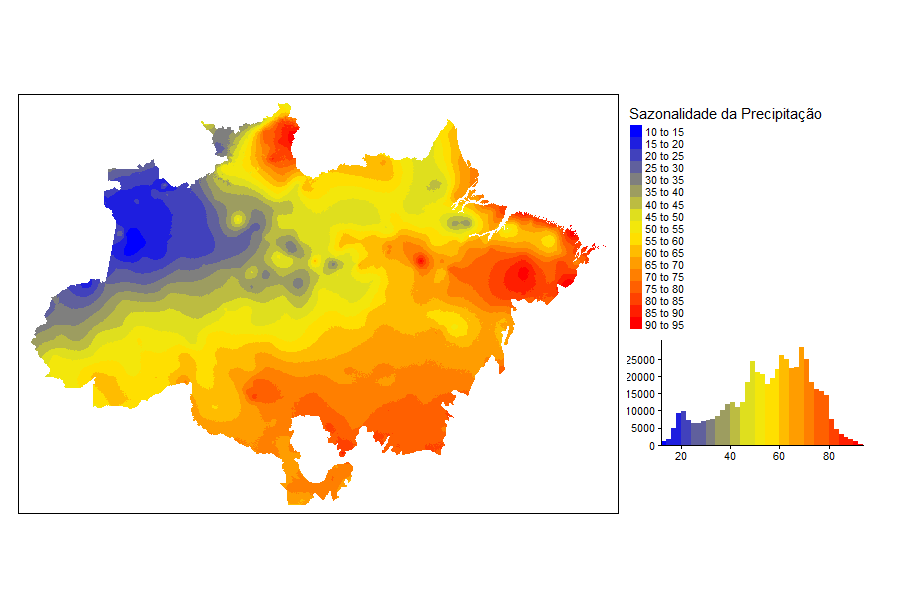 Sazonalidade da Precipitação
10 to 15
15 to 20
20 to 25
25 to 30
30 to 35
35 to 40
40 to 45
45 to 50
50 to 55
55 to 60
60 to 65
65 to 70
70 to 75
75 to 80
80 to 85
85 to 90
90 to 95
25000
20000
15000
10000
5000
0
20 40 60 80